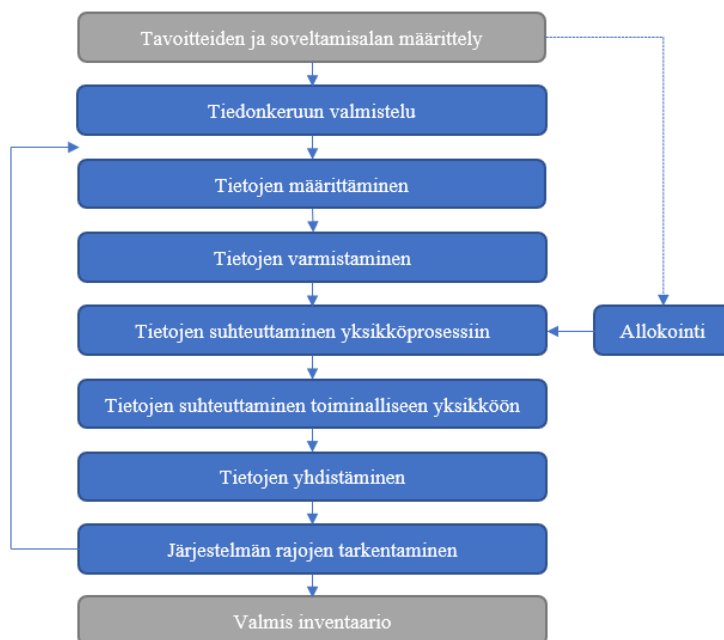 Tavoitteiden ja soveltamisalan määrittely
Tiedonkeruun valmistelu
Tietojen määrittäminen
Tietojen varmistaminen
Tietojen suhteuttaminen yksikköprosessiin
Allokointi
Tietojen suhteuttaminen toiminalliseen yksikköön
Tietojen yhdistäminen
Järjestelmän rajojen tarkentaminen
Valmis inventaario